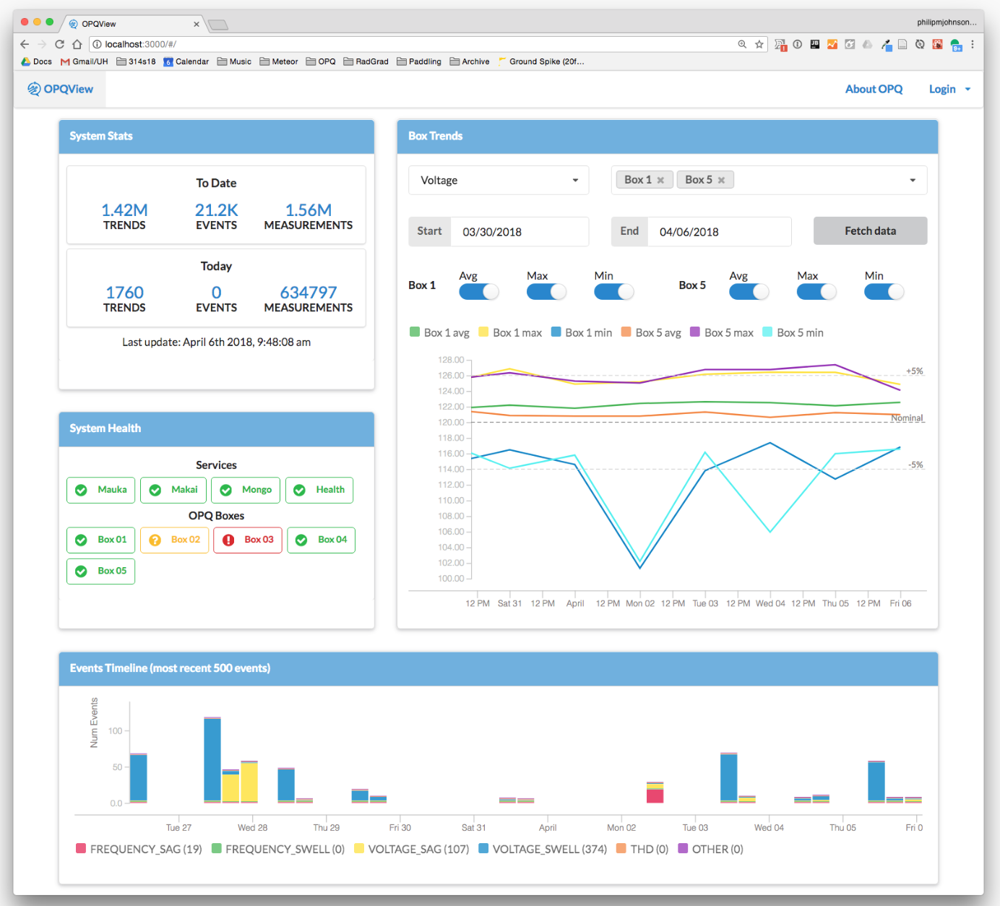 OPQView
philipmjohnson...
localhost:3000/#/
Docs Gmail/UH 314s18 6 Calendar Music Meteor OPQ RadGrad Paddling Archive Ground Spike (20f...
OPQView About OPQ Login
System Stats
To Date
1.42M 21.2K 1.56M
TRENDS EVENTS MEASUREMENTS
Today
1760 0 634797
TRENDS EVENTS MEASUREMENTS
Last update: April 6th 2018, 9:48:08 am
System Health
Services
Mauka Makai Mongo Health
OPQ Boxes
Box 01 Box 02 Box 03 Box 04
Box 05
Box Trends
Voltage Box 1 Box 5
Start 03/30/2018 End 04/06/2018 Fetch data
Box 1 Avg Max Min Box 5 Avg Max Min
Box 1 avg Box 1 max Box 1 min Box 5 avg Box 5 max Box 5 min
128.00
126.00
+5%
124.00
122.00
120.00
Nominal
118.00
116.00
114.00
-5%
112.00
110.00
108.00
106.00
104.00
102.00
100.00
12 PM Sat 31 12 PM April 12 PM Mon 02 12 PM Tue 03 12 PM Wed 04 12 PM Thu 05 12 PM Fri 06
Events Timeline (most recent 500 events)
Num Events
100
50
0.0
Tue 27 Wed 28 Thu 29 Fri 30 Sat 31 April Mon 02 Tue 03 Wed 04 Thu 05 Fri 0
FREQUENCY_SAG (19) FREQUENCY_SWELL (0) VOLTAGE_SAG (107) VOLTAGE_SWELL (374) THD (0) OTHER (0)